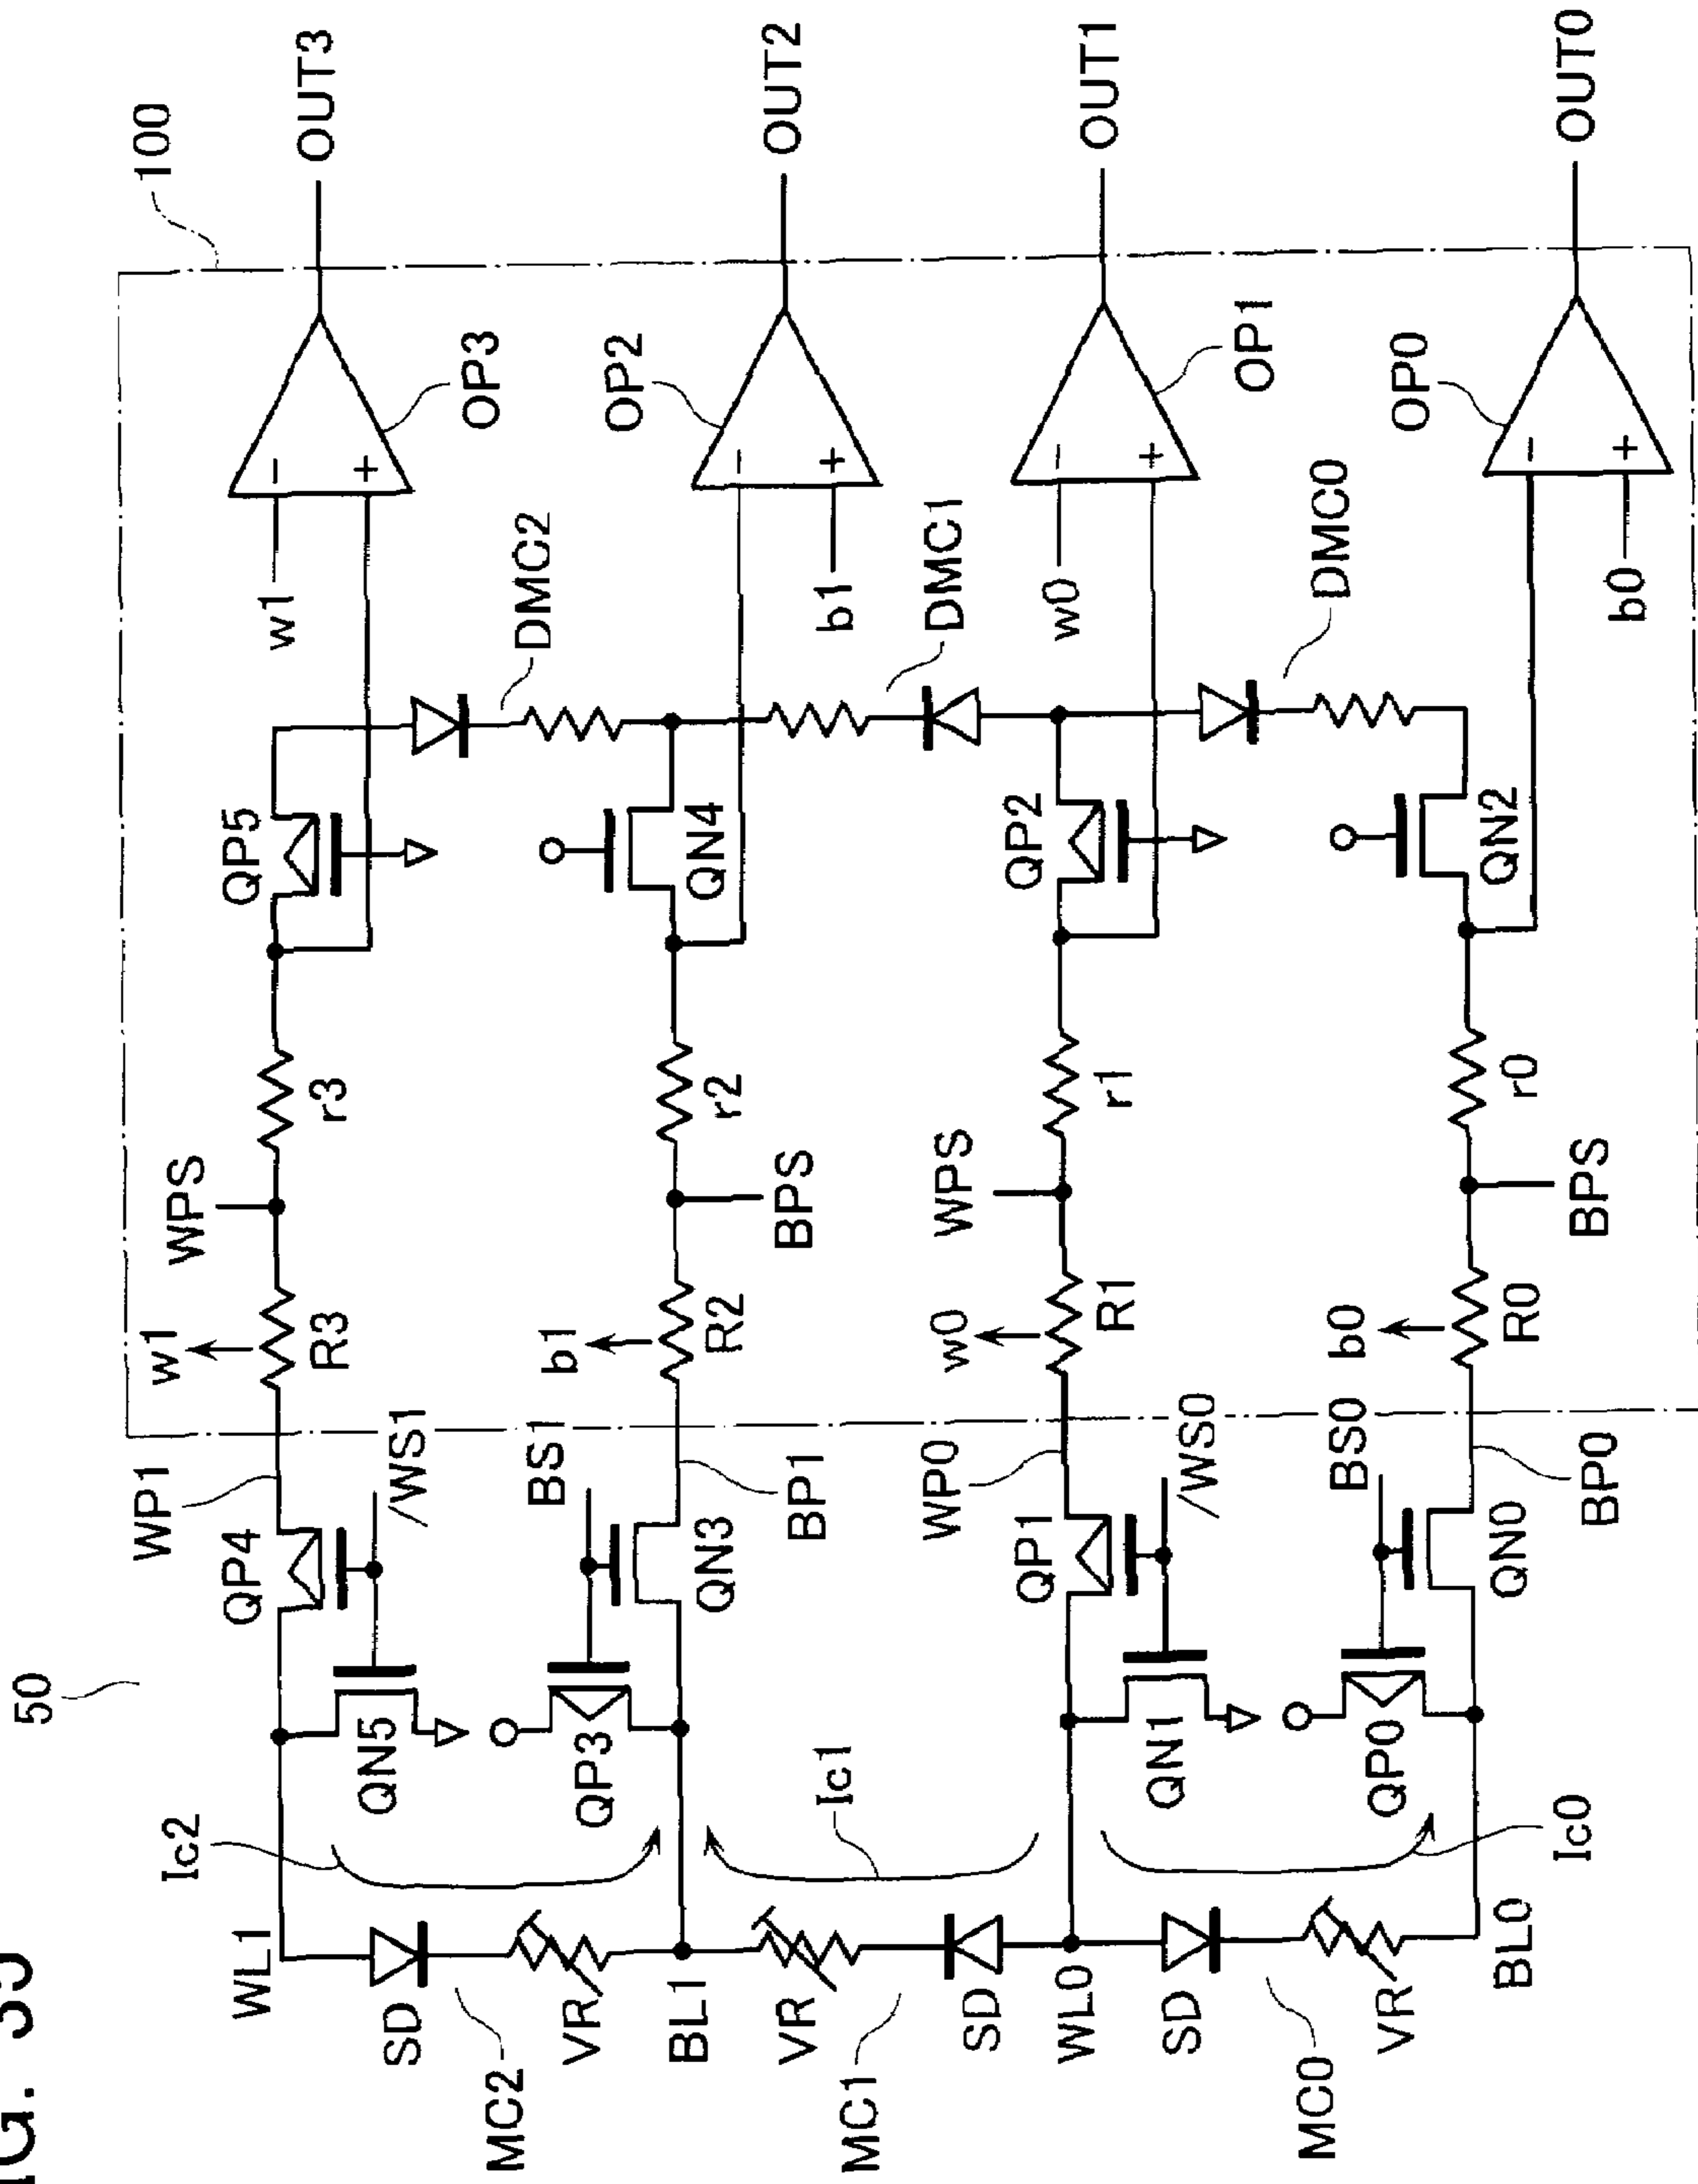 FIG. 35
50
100
WL1
SD
MC2
VR
BL1
VR
MC1
SD
WL0
SD
MC0
VR
BL0
Ic2
Ic1
Ic0
QN5
QP3
QN1
QP0
QP4
/WS1
BS1
QN3
QP1
/WS0
BS0
QN0
WP1
BP1
WP0
BP0
w1
R3
b1
R2
w0
R1
b0
R0
WPS
BPS
WPS
BPS
r3
r2
r1
r0
QP5
QN4
QP2
QN2
DMC2
DMC1
DMC0
w1
b1
w0
b0
−
+
−
+
−
+
−
+
OP3
OP2
OP1
OP0
OUT3
OUT2
OUT1
OUT0